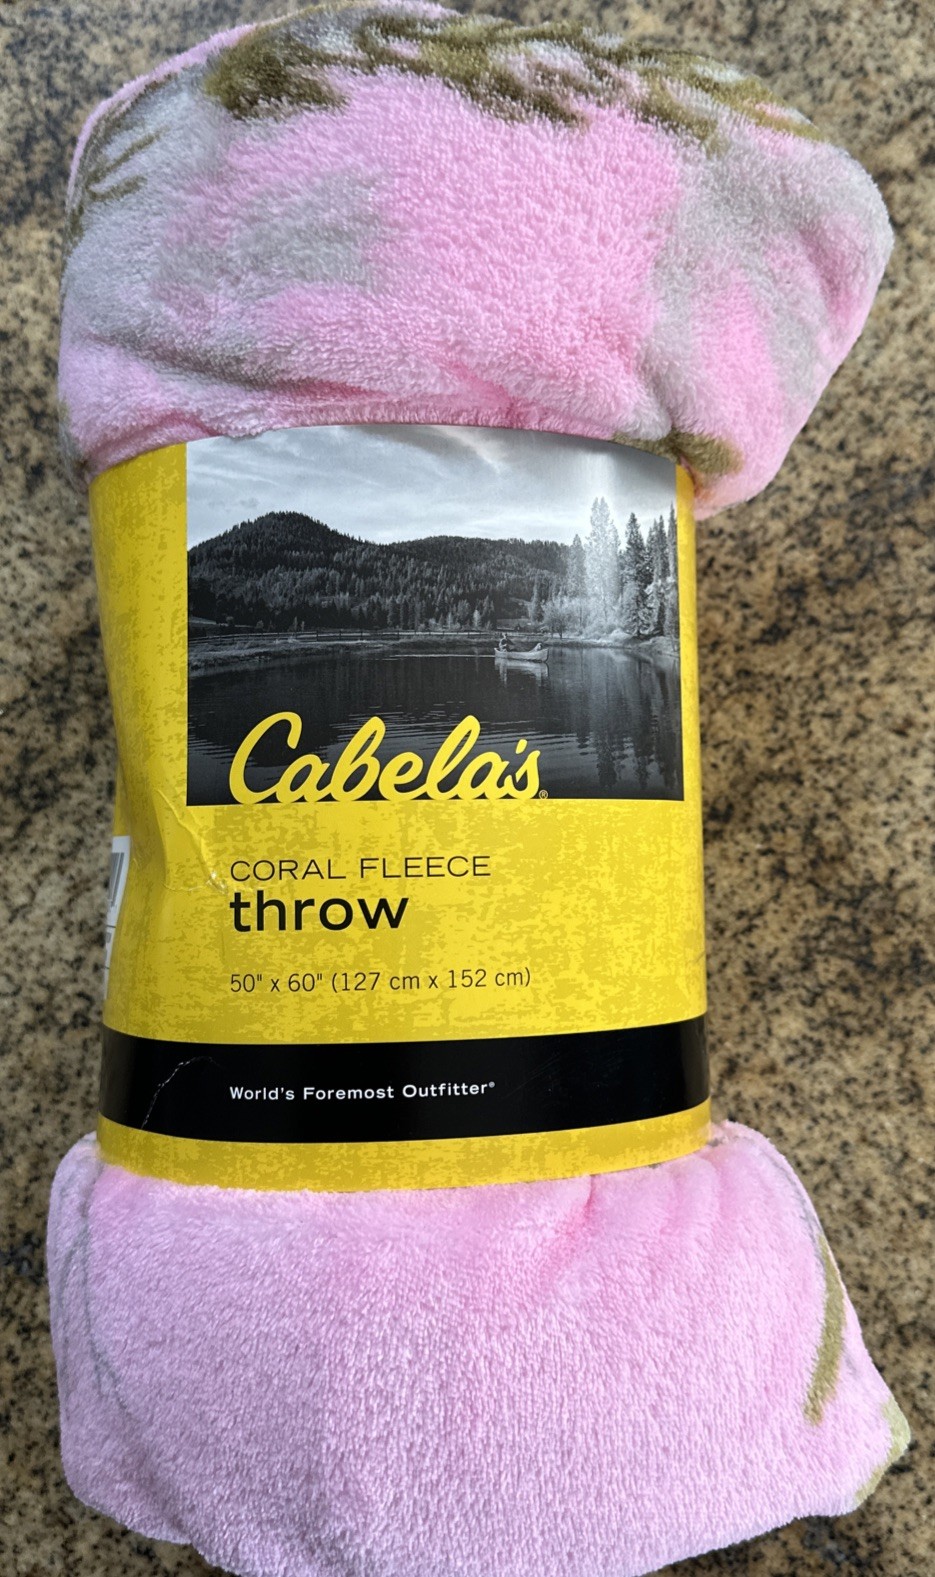 Cabela's®
CORAL FLEECE
throw
50" x 60" (127 cm x 152 cm)
World's Foremost Outfitter®